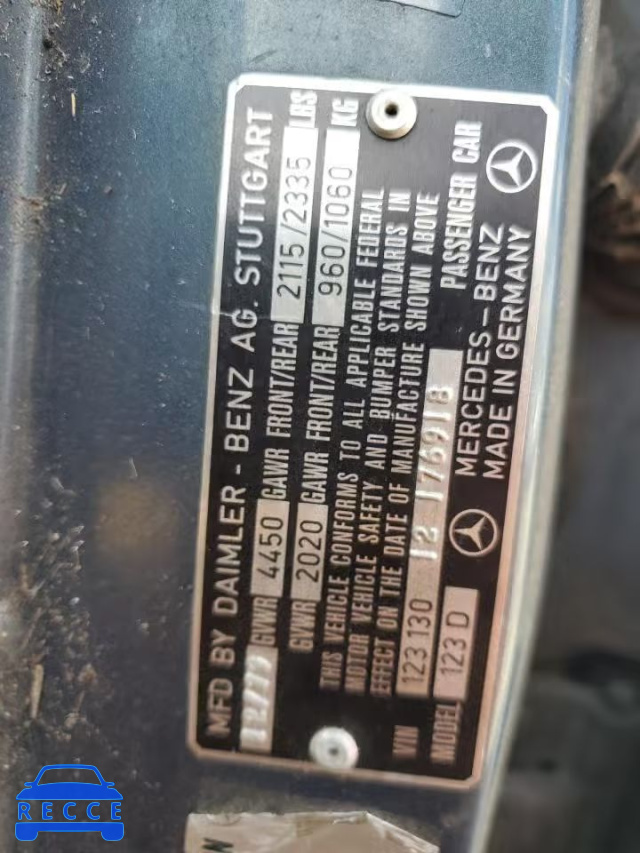 MFD BY DAIMLER - BENZ AG. STUTTGART
12/79 GVWR 4450 GAWR FRONT/REAR 2115/2335 LBS
GVWR 2020 GAWR FRONT/REAR 960/1060 KG
THIS VEHICLE CONFORMS TO ALL APPLICABLE FEDERAL
MOTOR VEHICLE SAFETY AND BUMPER STANDARDS IN
EFFECT ON THE DATE OF MANUFACTURE SHOWN ABOVE
VIN 123 130 12 176918 PASSENGER CAR
MODEL 123 D MERCEDES-BENZ
MADE IN GERMANY
RECCE